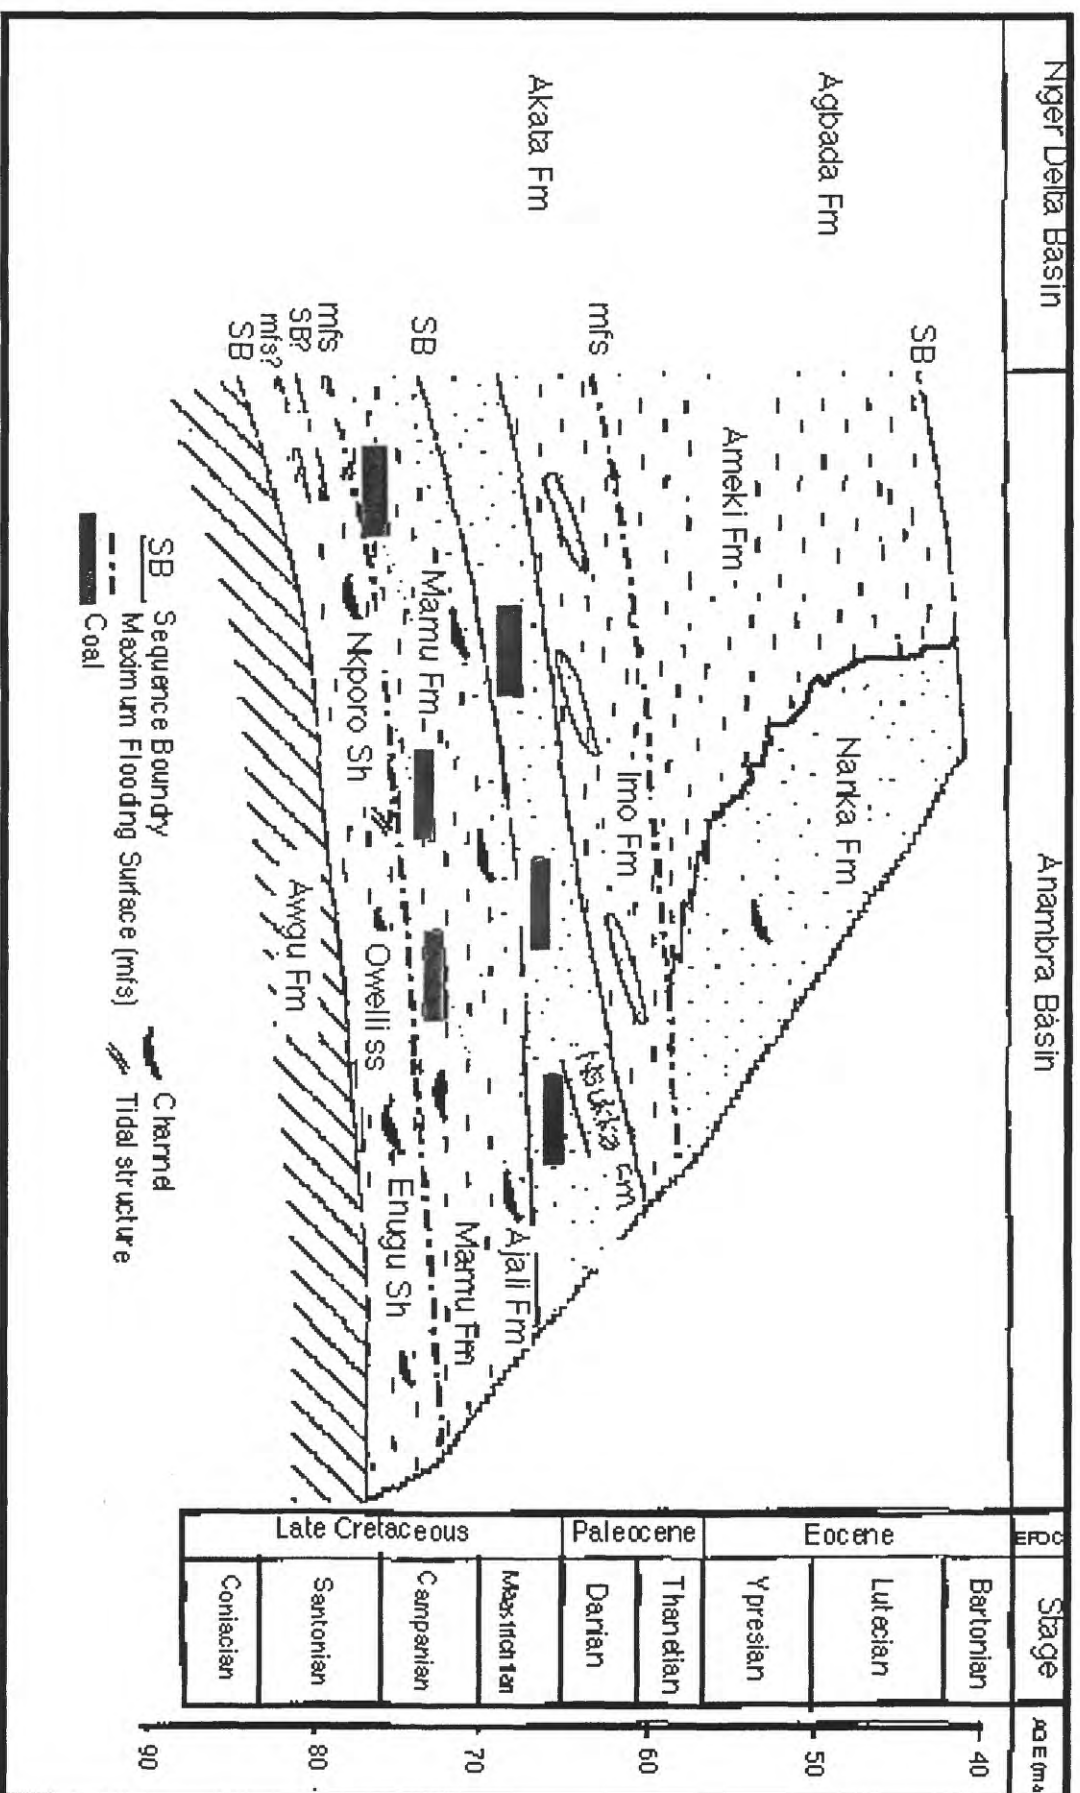 Niger Delta Basin
Anambra Basin
Stage
Agbada Fm
Akata Fm
SB
mfs
SB
mfs
SB?
mfs?
SB
Ameki Fm
Nanka Fm
Imo Fm
Nsukka Fm
Ajali Fm
Mamu Fm
Mamu Fm
Nkporo Sh
Owelli ss
Enugu Sh
Awgu Fm
Eocene
Paleocene
Late Cretaceous
Bartonian
Lutecian
Ypresian
Thanetian
Danian
Maastrichtian
Campanian
Santonian
Coniacian
40
50
60
70
80
90
SB Sequence Boundry
Maximum Flooding Surface (mfs)
Coal
Channel
Tidal structure